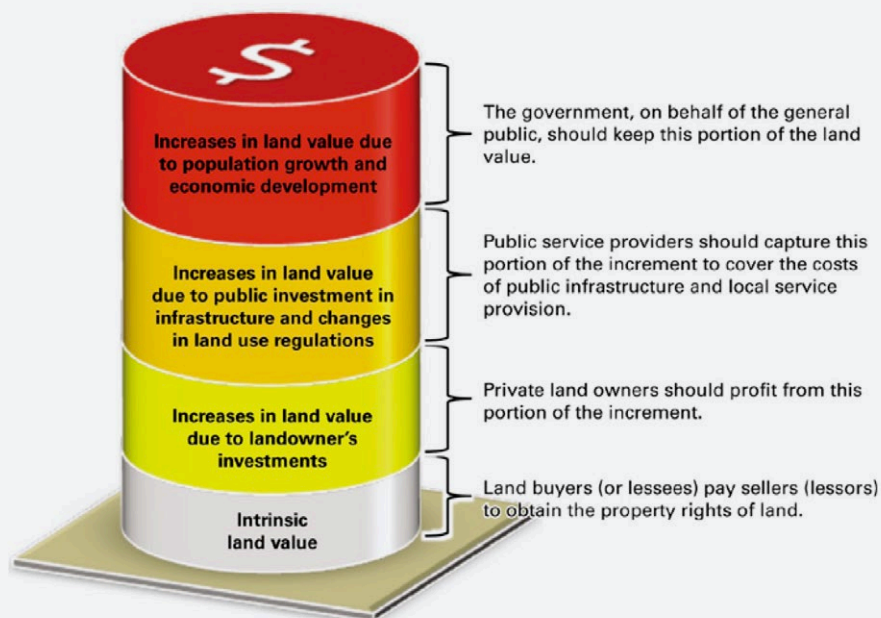 $
Increases in land value due
to population growth and
economic development
The government, on behalf of the general
public, should keep this portion of the land
value.
Increases in land value
due to public investment in
infrastructure and changes
in land use regulations
Public service providers should capture this
portion of the increment to cover the costs
of public infrastructure and local service
provision.
Increases in land value
due to landowner's
investments
Private land owners should profit from this
portion of the increment.
Intrinsic
land value
Land buyers (or lessees) pay sellers (lessors)
to obtain the property rights of land.